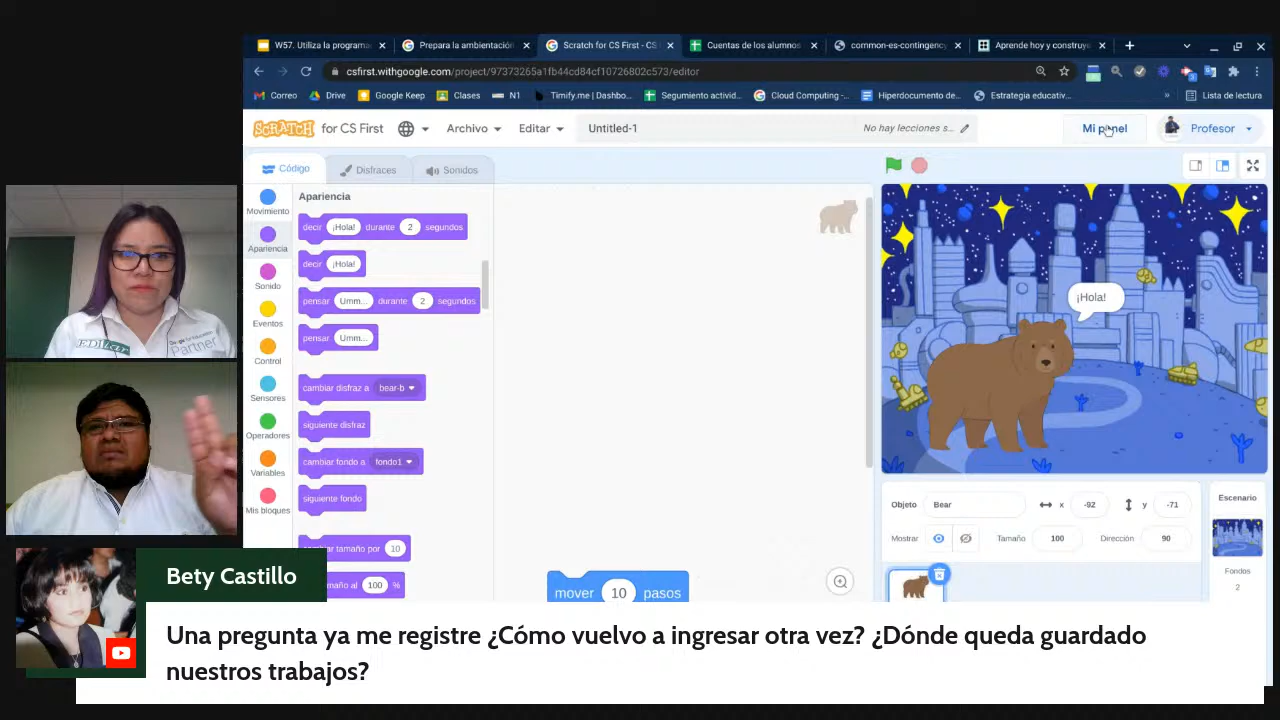 W57. Utiliza la programa
Prepara la ambientación
Scratch for CS First - CS
Cuentas de los alumnos
common-es-contingency
Aprende hoy y construye
csfirst.withgoogle.com/project/97373265a1fb44cd84cf10726802c573/editor
Correo
Drive
Google Keep
Clases
N1
Timify.me | Dashbo...
Seguimiento activid...
Cloud Computing -...
Hiperdocumento de...
Estrategia educativ...
»
Lista de lectura
SCRATCH for CS First
Archivo
Editar
Untitled-1
No hay lecciones s...
Mi panel
Profesor
Código
Disfraces
Sonidos
Movimiento
Apariencia
Sonido
Eventos
Control
Sensores
Operadores
Variables
Mis bloques
Apariencia
decir ¡Hola! durante 2 segundos
decir ¡Hola!
pensar Umm... durante 2 segundos
pensar Umm...
cambiar disfraz a bear-b
siguiente disfraz
cambiar fondo a fondo1
siguiente fondo
tamaño por 10
al 100 %
mover 10 pasos
¡Hola!
Objeto Bear x -92 y -71
Mostrar Tamaño 100 Dirección 90
Escenario
Fondos
2
EDILAR
Partner
Bety Castillo
Una pregunta ya me registre ¿Cómo vuelvo a ingresar otra vez? ¿Dónde queda guardado
nuestros trabajos?